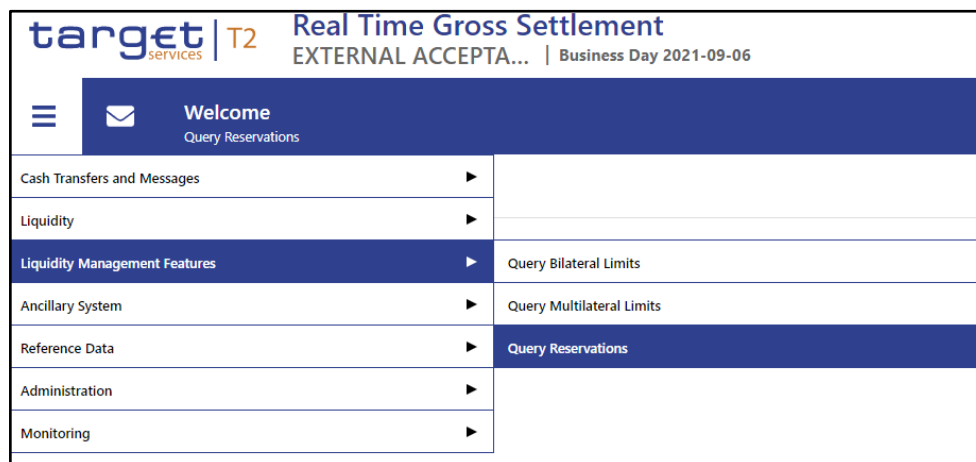 target services | T2
Real Time Gross Settlement
EXTERNAL ACCEPTA... | Business Day 2021-09-06
Welcome
Query Reservations
Cash Transfers and Messages
Liquidity
Liquidity Management Features
Query Bilateral Limits
Ancillary System
Query Multilateral Limits
Reference Data
Query Reservations
Administration
Monitoring